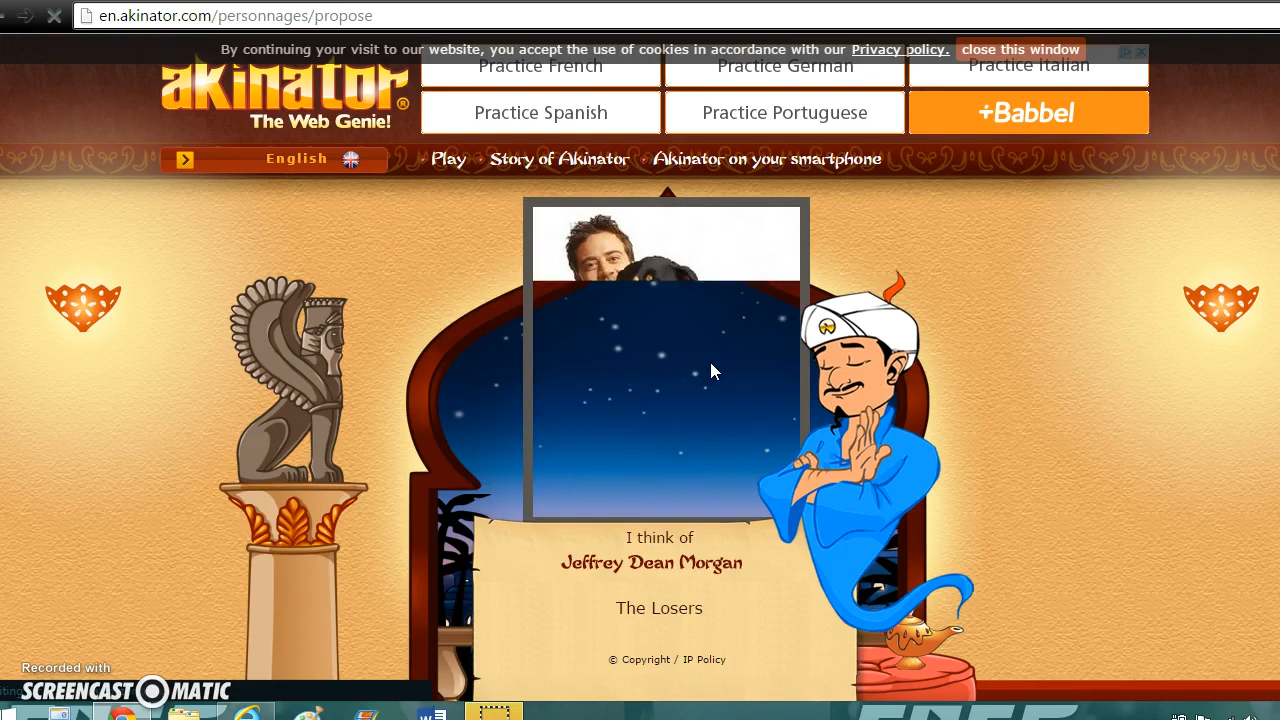 en.akinator.com/personnages/propose
By continuing your visit to our website, you accept the use of cookies in accordance with our Privacy policy. close this window
akinator®
The Web Genie!
Practice French
Practice German
Practice Italian
Practice Spanish
Practice Portuguese
+Babbel
English
Play
Story of Akinator
Akinator on your smartphone
I think of
Jeffrey Dean Morgan
The Losers
© Copyright / IP Policy
Recorded with
SCREENCAST MATIC